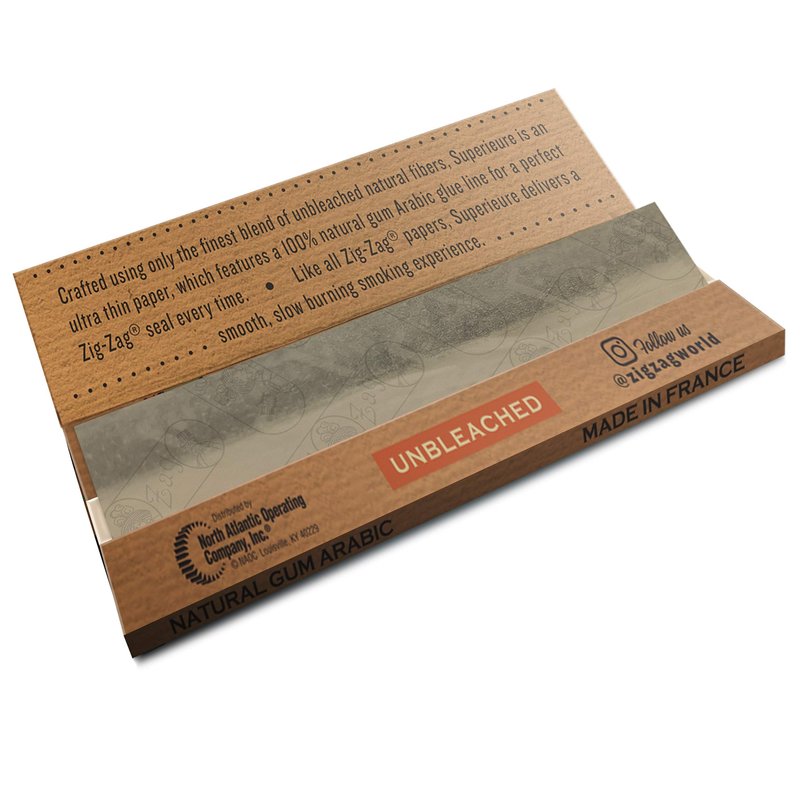 Crafted using only the finest blend of unbleached natural fibers, Superieure is an
ultra thin paper, which features a 100% natural gum Arabic glue line for a perfect
Zig-Zag® seal every time. • Like all Zig-Zag® papers, Superieure delivers a
smooth, slow burning smoking experience.
Follow us
@zigzagworld
UNBLEACHED
MADE IN FRANCE
Distributed by
North Atlantic Operating
Company, Inc.®
© NAOC Louisville, KY 40229
NATURAL GUM ARABIC